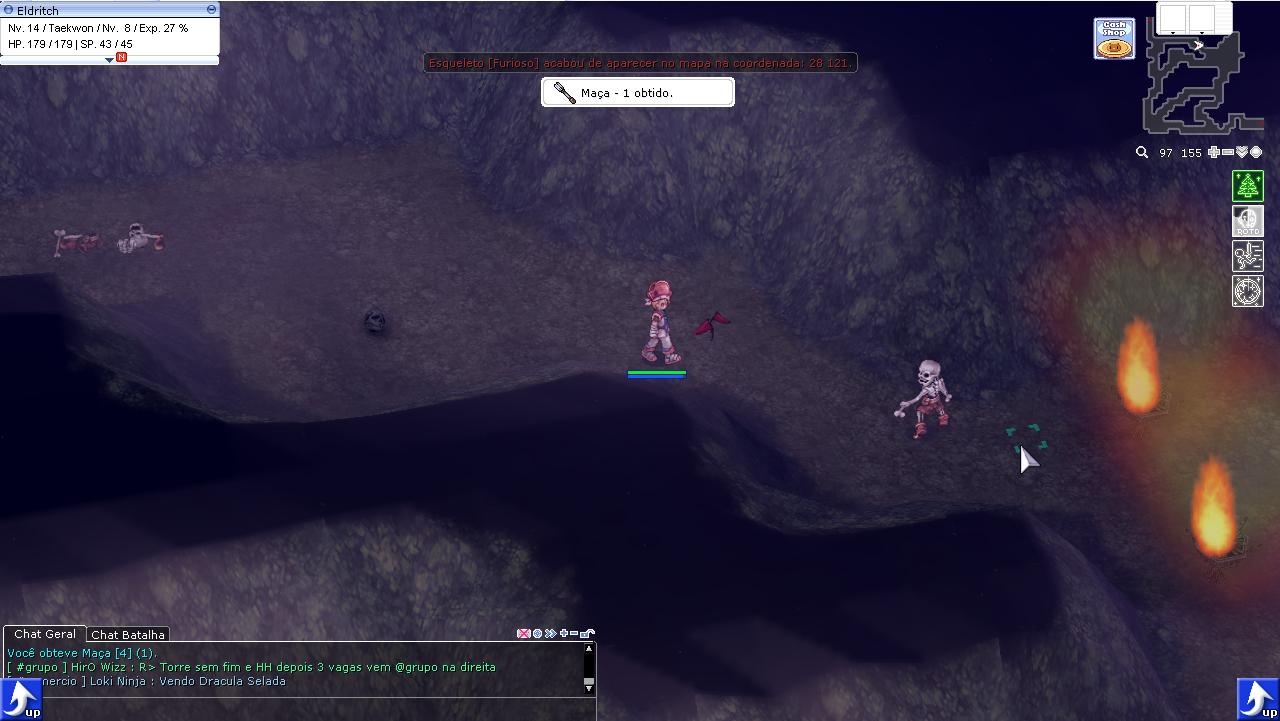 Eldritch
Nv. 14 / Taekwon / Nv. 8 / Exp. 27 %
HP. 179 / 179 | SP. 43 / 45
N
Esqueleto [Furioso] acabou de aparecer no mapa na coordenada: 28 121.
Maça - 1 obtido.
Cash Shop
97 155
ROTD
Chat Geral
Chat Batalha
Você obteve Maça [4] (1).
[ #grupo ] HirO Wizz : R> Torre sem fim e HH depois 3 vagas vem @grupo na direita
mercio ] Loki Ninja : Vendo Dracula Selada
up
up